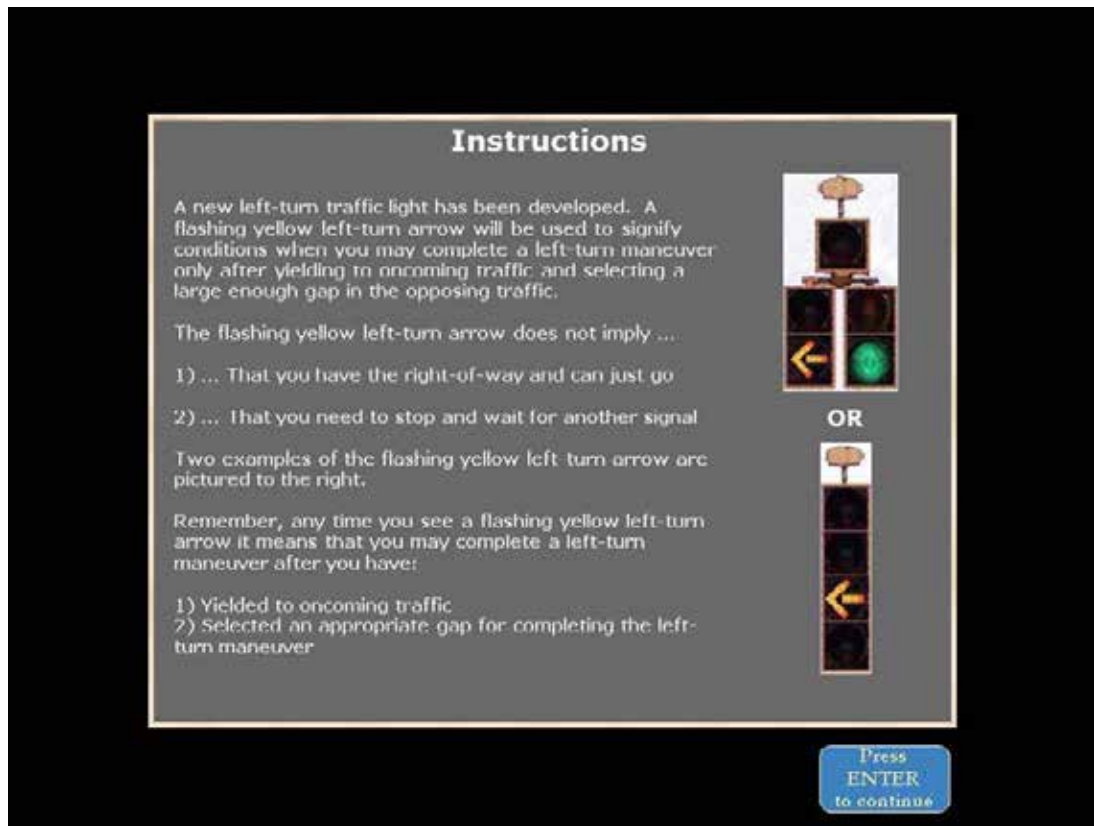 Instructions
A new left-turn traffic light has been developed. A
flashing yellow left-turn arrow will be used to signify
conditions when you may complete a left-turn maneuver
only after yielding to oncoming traffic and selecting a
large enough gap in the opposing traffic.
The flashing yellow left-turn arrow does not imply ...
1) ... That you have the right-of-way and can just go
2) ... That you need to stop and wait for another signal
Two examples of the flashing yellow left turn arrow are
pictured to the right.
Remember, any time you see a flashing yellow left-turn
arrow it means that you may complete a left-turn
maneuver after you have:
1) Yielded to oncoming traffic
2) Selected an appropriate gap for completing the left-
turn maneuver
OR
Press
ENTER
to continue